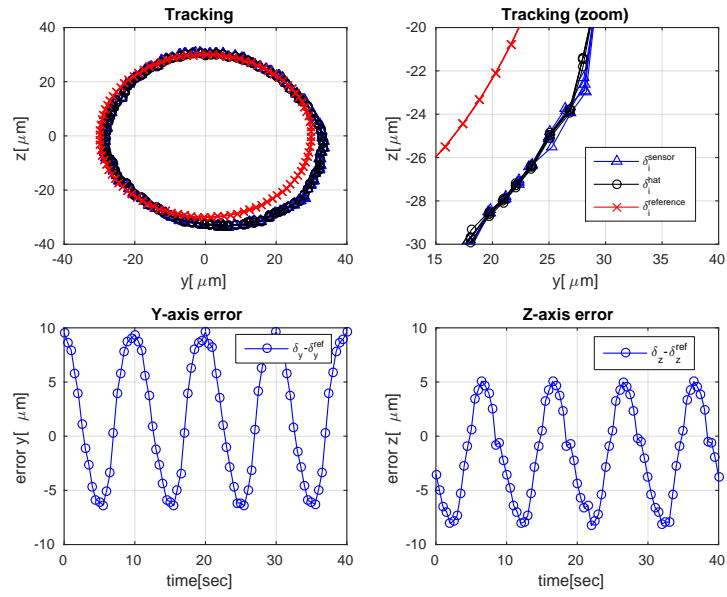 Tracking
40
20
0
-20
-40
z[ μm]
-40 -20 0 20 40
y[ μm]
Tracking (zoom)
-20
-22
-24
-26
-28
-30
z[ μm]
15 20 25 30 35 40
y[ μm]
δ_i^sensor
δ_i^hat
δ_i^reference
Y-axis error
10
5
0
-5
-10
error y[ μm]
0 10 20 30 40
time[sec]
δ_y-δ_y^ref
Z-axis error
10
5
0
-5
-10
error z[ μm]
0 10 20 30 40
time[sec]
δ_z-δ_z^ref